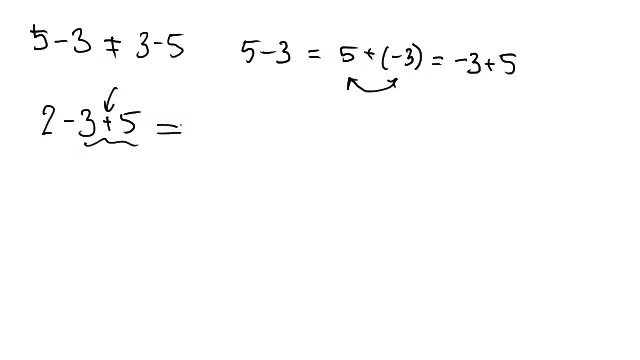 5-3 ≠ 3-5
5-3 = 5+(-3) = -3+5
2-3+5 =